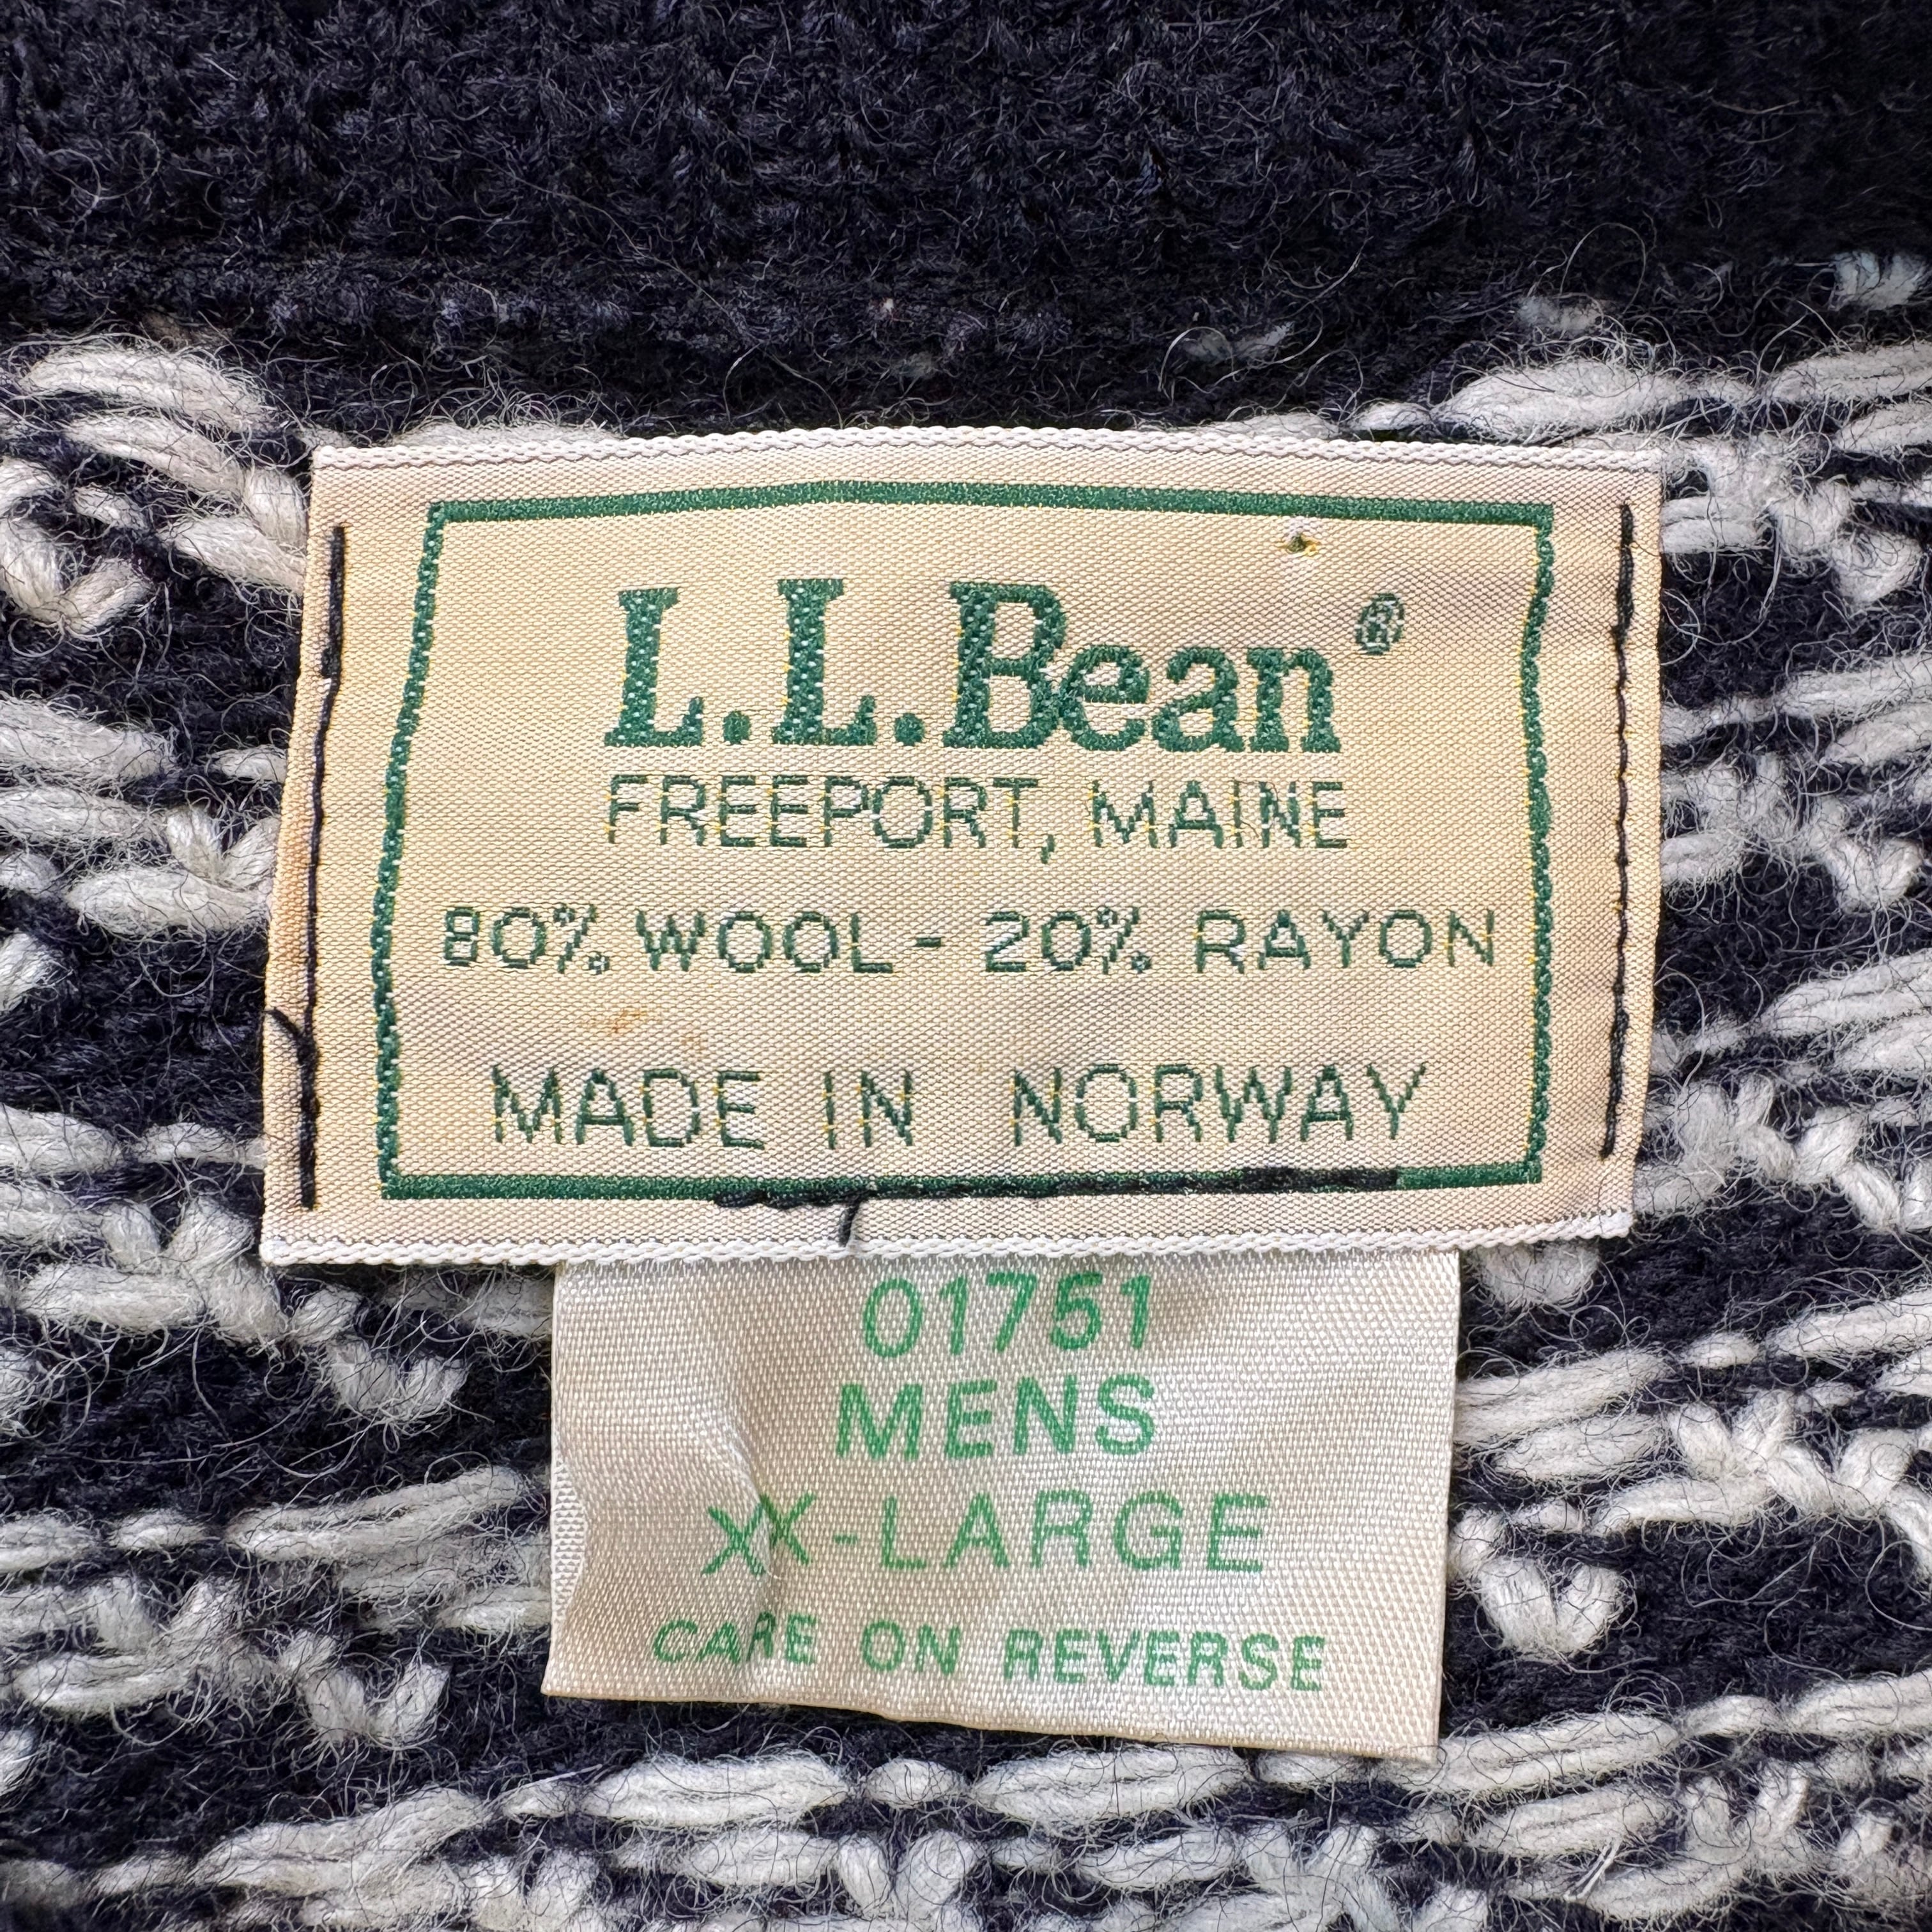 L.L.Bean®
FREEPORT, MAINE
80% WOOL - 20% RAYON
MADE IN NORWAY
01751
MENS
XX-LARGE
CARE ON REVERSE